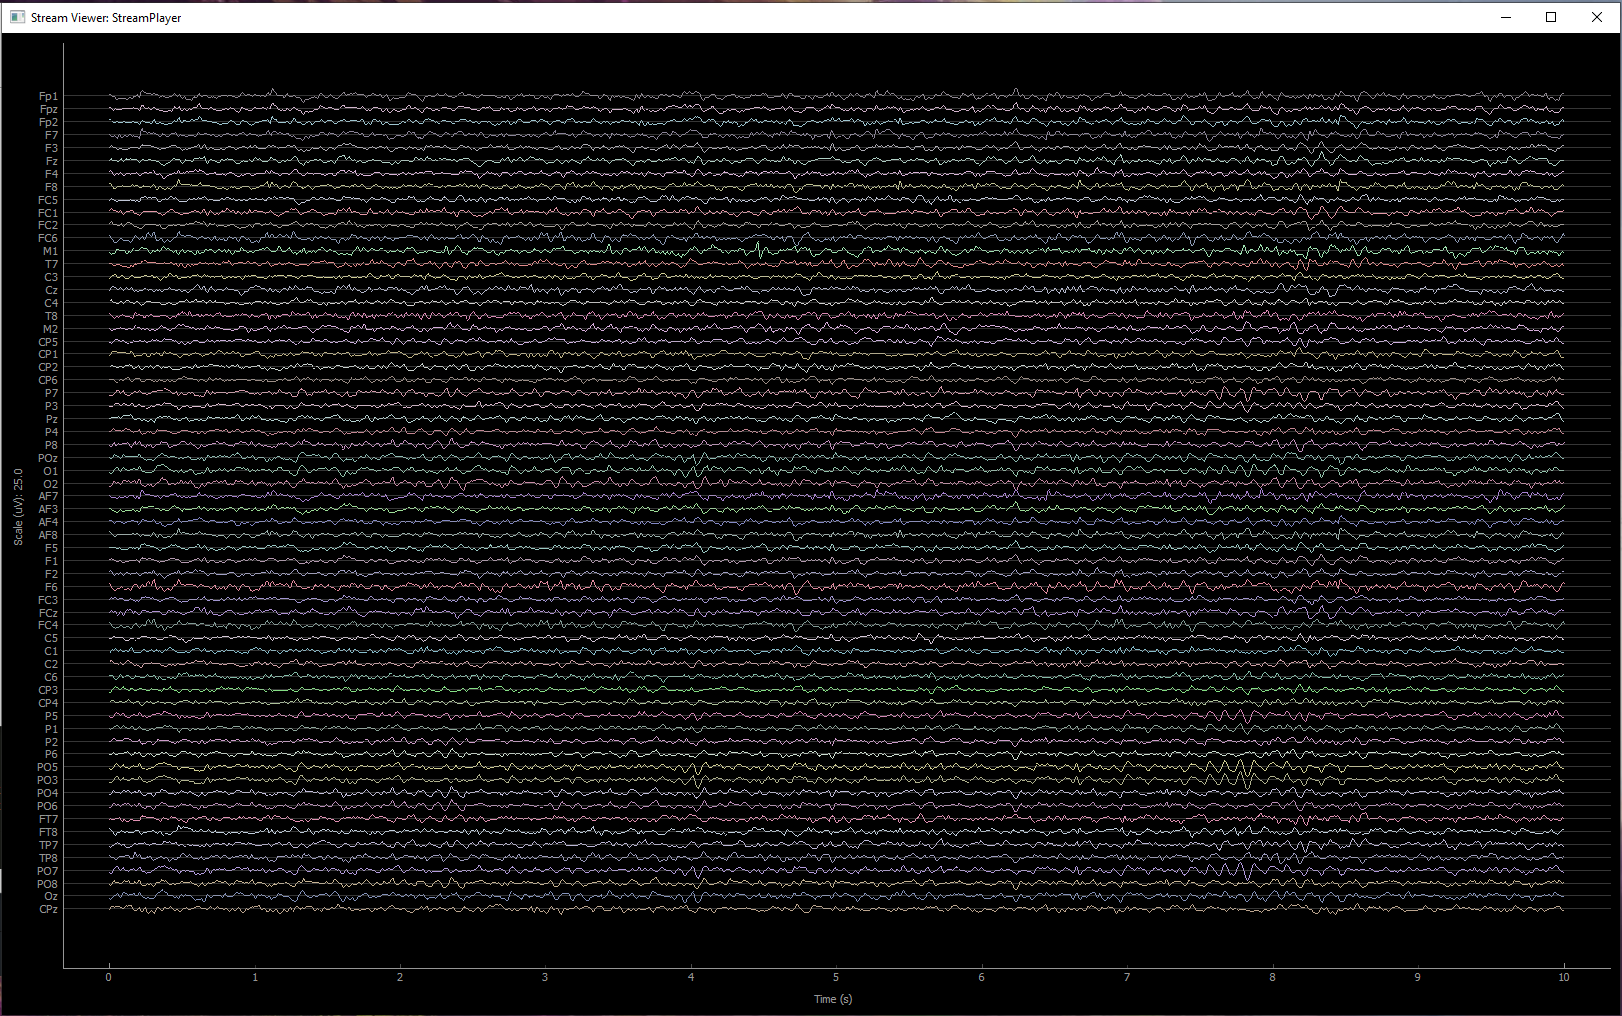 Stream Viewer: StreamPlayer
Fp1
Fpz
Fp2
F7
F3
Fz
F4
F8
FC5
FC1
FC2
FC6
M1
T7
C3
Cz
C4
T8
M2
CP5
CP1
CP2
CP6
P7
P3
Pz
P4
P8
POz
O1
O2
AF7
AF3
AF4
AF8
F5
F1
F2
F6
FC3
FCz
FC4
C5
C1
C2
C6
CP3
CP4
P5
P1
P2
P6
PO5
PO3
PO4
PO6
FT7
FT8
TP7
TP8
PO7
PO8
Oz
CPz
Scale (uV): 25.0
0 1 2 3 4 5 6 7 8 9 10
Time (s)